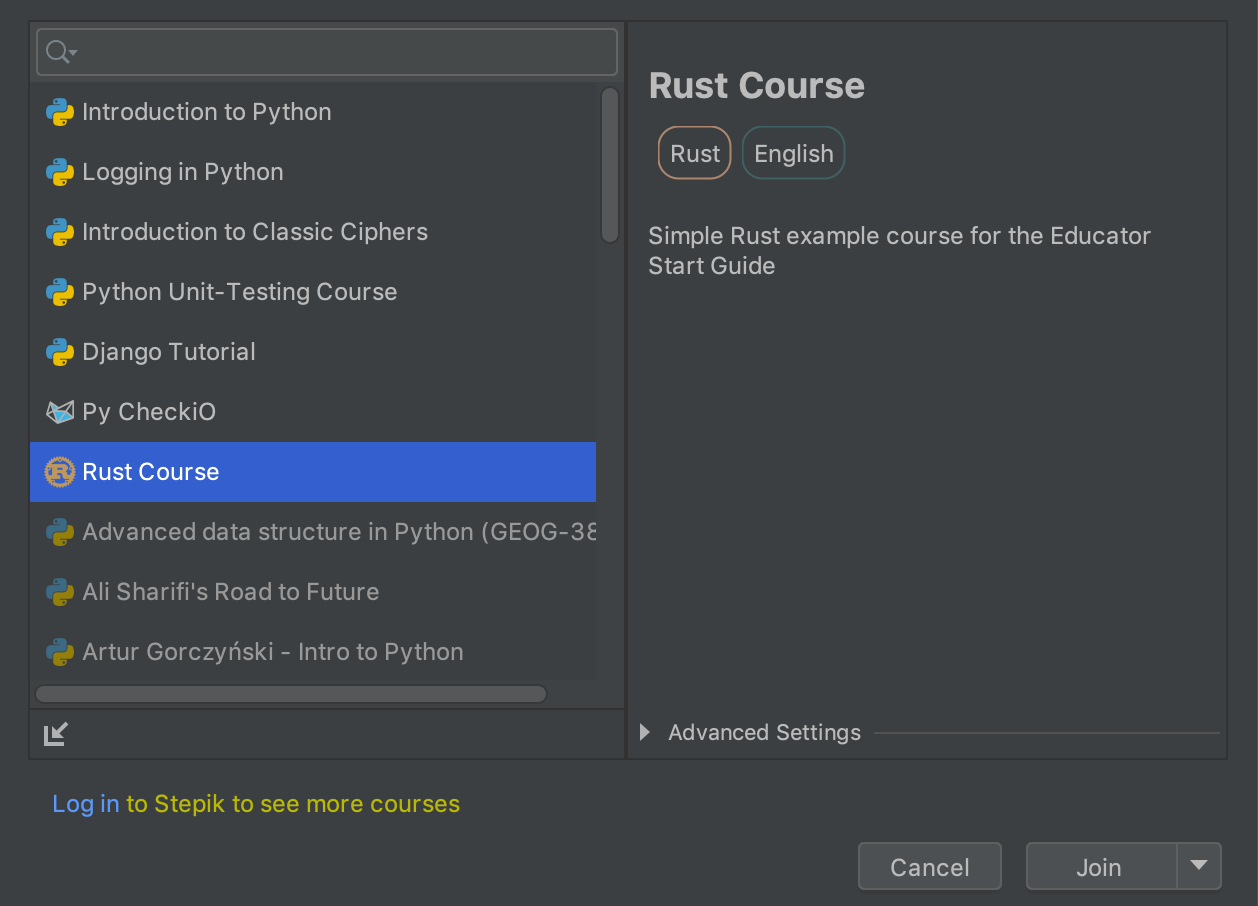 Introduction to Python
Logging in Python
Introduction to Classic Ciphers
Python Unit-Testing Course
Django Tutorial
Py CheckiO
Rust Course
Advanced data structure in Python (GEOG-38
Ali Sharifi's Road to Future
Artur Gorczyński - Intro to Python
Rust Course
Rust English
Simple Rust example course for the Educator
Start Guide
Advanced Settings
Log in to Stepik to see more courses
Cancel Join